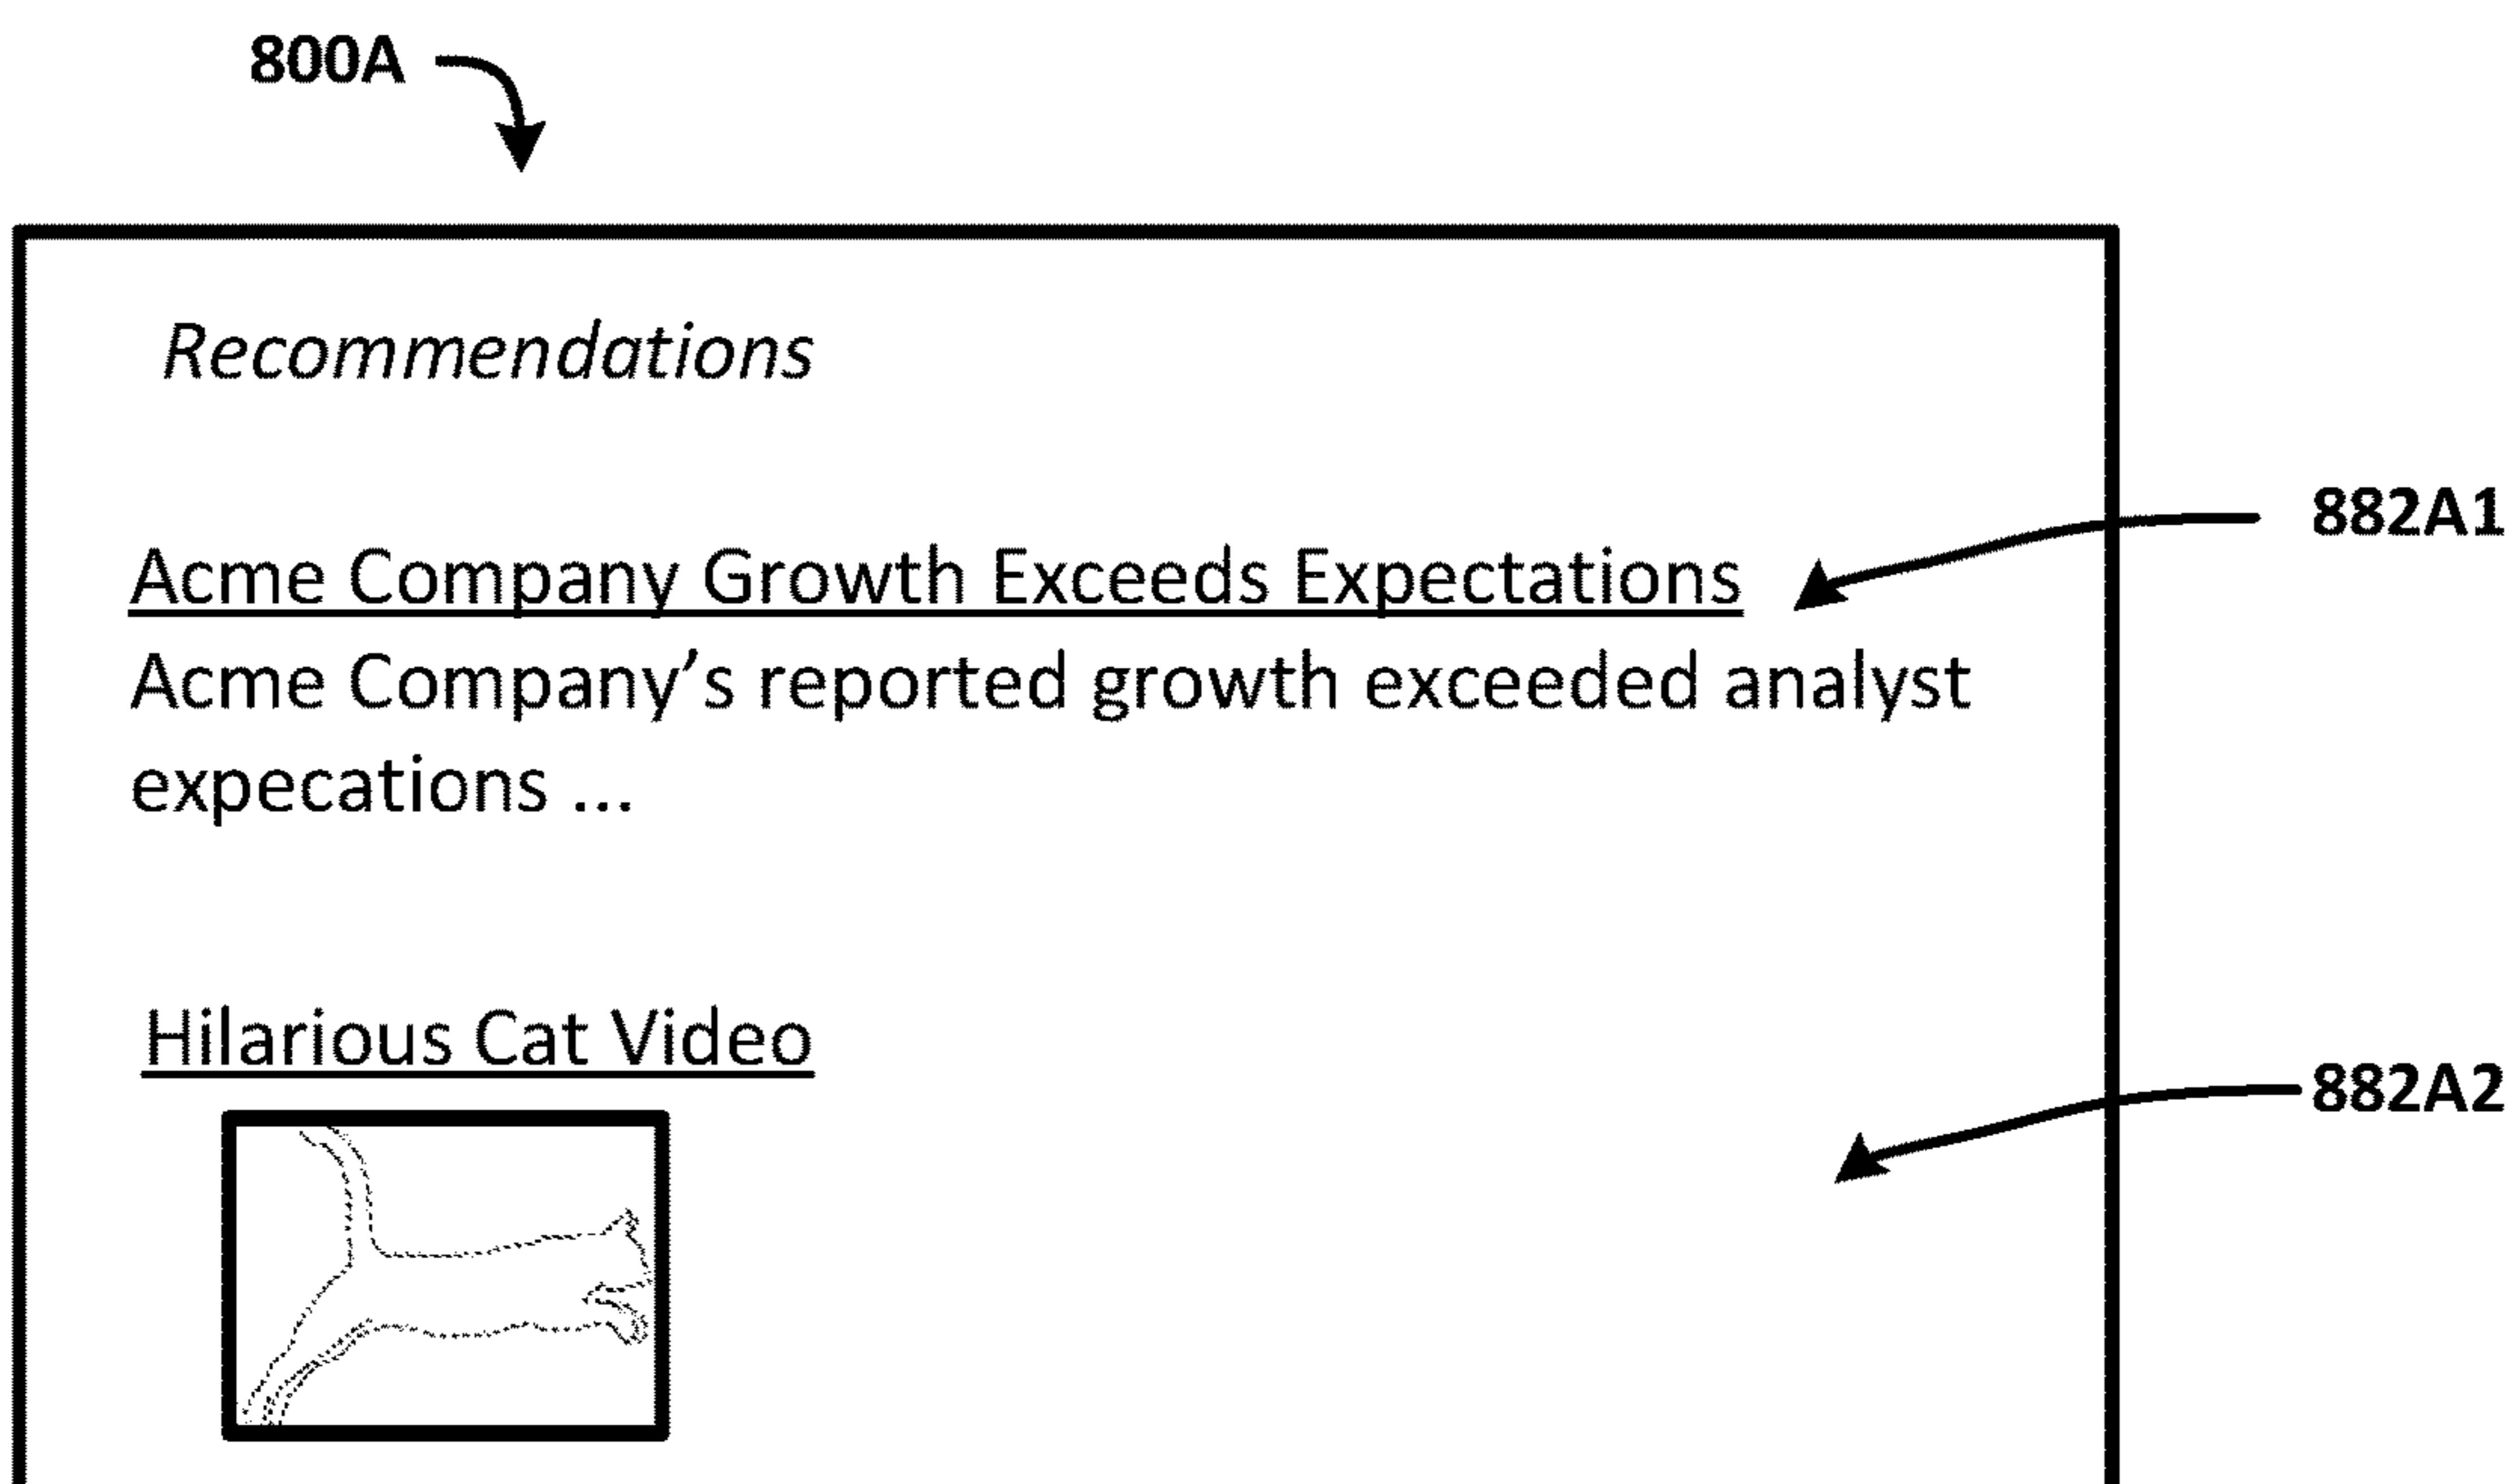 800A
Recommendations
882A1
Acme Company Growth Exceeds Expectations
Acme Company’s reported growth exceeded analyst
expecations ...
Hilarious Cat Video
882A2